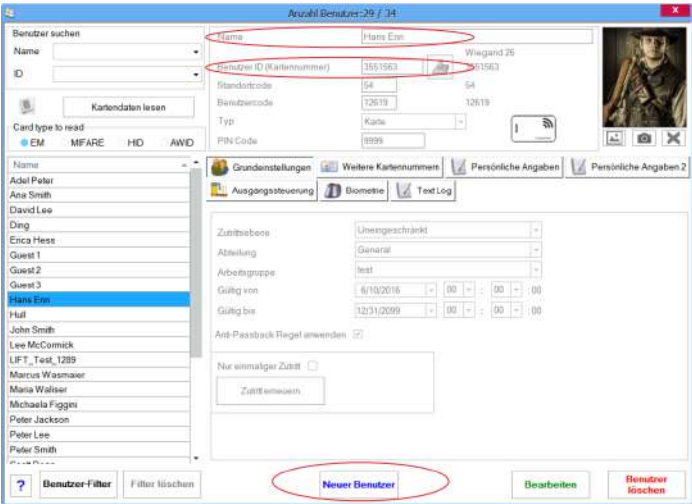 Anzahl Benutzer:29 / 34
X
Benutzer suchen
Name
ID
Kartendaten lesen
Card type to read
EM MIFARE HID AWID
Name
Adel Peter
Ana Smith
David Lee
Ding
Erica Hess
Guest 1
Guest 2
Guest 3
Hans Enn
Hull
John Smith
Lee McCormick
LIFT_Test_1289
Marcus Wasmaier
Maria Waliser
Michaela Figgini
Peter Jackson
Peter Lee
Peter Smith
Name Hans Enn
Wiegand 26
Benutzer ID (Kartennummer) 3551563 3551563
Standortcode 54 54
Benutzercode 12619 12619
Typ Karte
PIN Code 9999
Grundeinstellungen Weitere Kartennummern Persönliche Angaben Persönliche Angaben 2
Ausgangssteuerung Biometrie Text Log
Zutrittsebene Uneingeschränkt
Abteilung General
Arbeitsgruppe test
Gültig von 6/10/2016 00 : 00 :00
Gültig bis 12/31/2099 00 : 00 :00
Anti-Passback Regel anwenden
Nur einmaliger Zutritt
Zutritt erneuern
? Benutzer-Filter Filter löschen Neuer Benutzer Bearbeiten Benutzer löschen